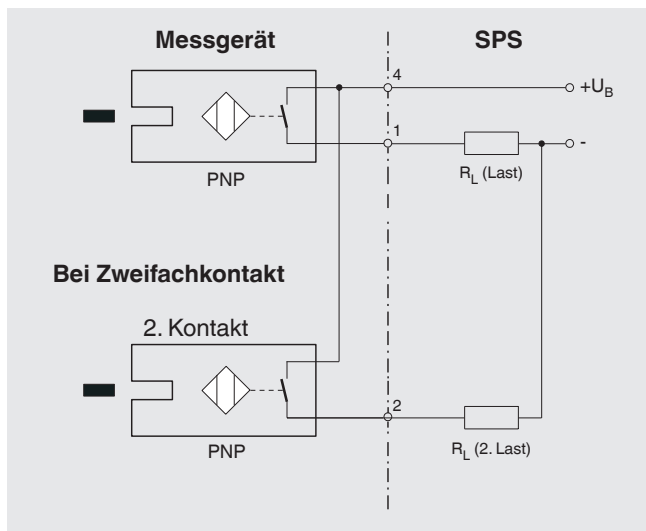 Messgerät
SPS
4
+U_B
1
-
PNP
R_L (Last)
Bei Zweifachkontakt
2. Kontakt
2
PNP
R_L (2. Last)